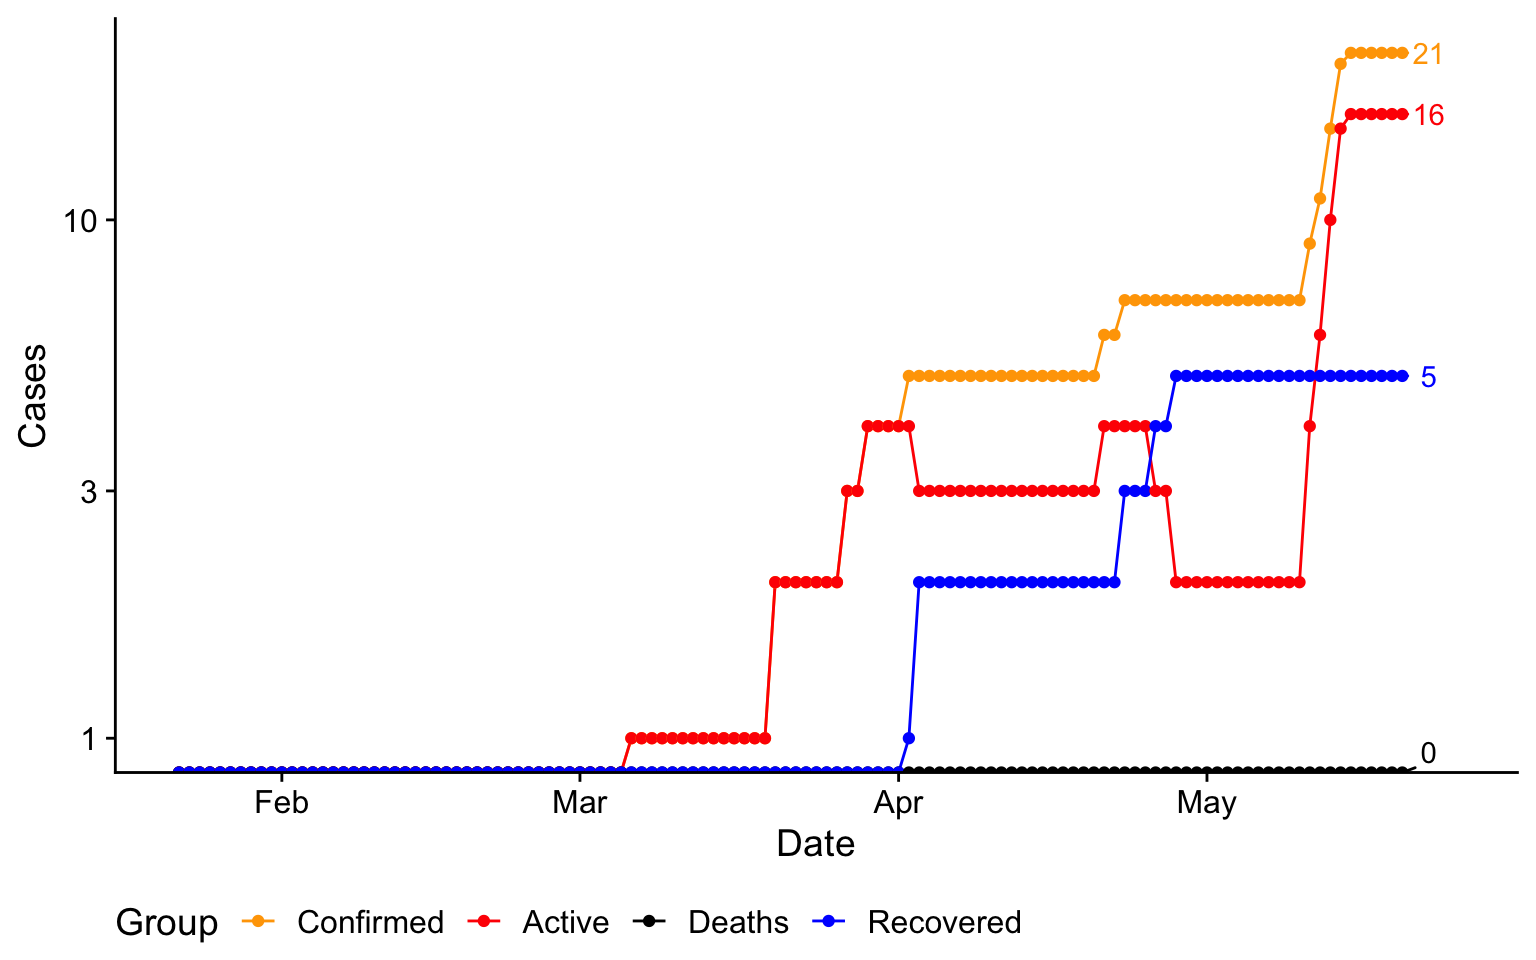 21
16
10
Cases
5
3
1
0
Feb Mar Apr May
Date
Group Confirmed Active Deaths Recovered